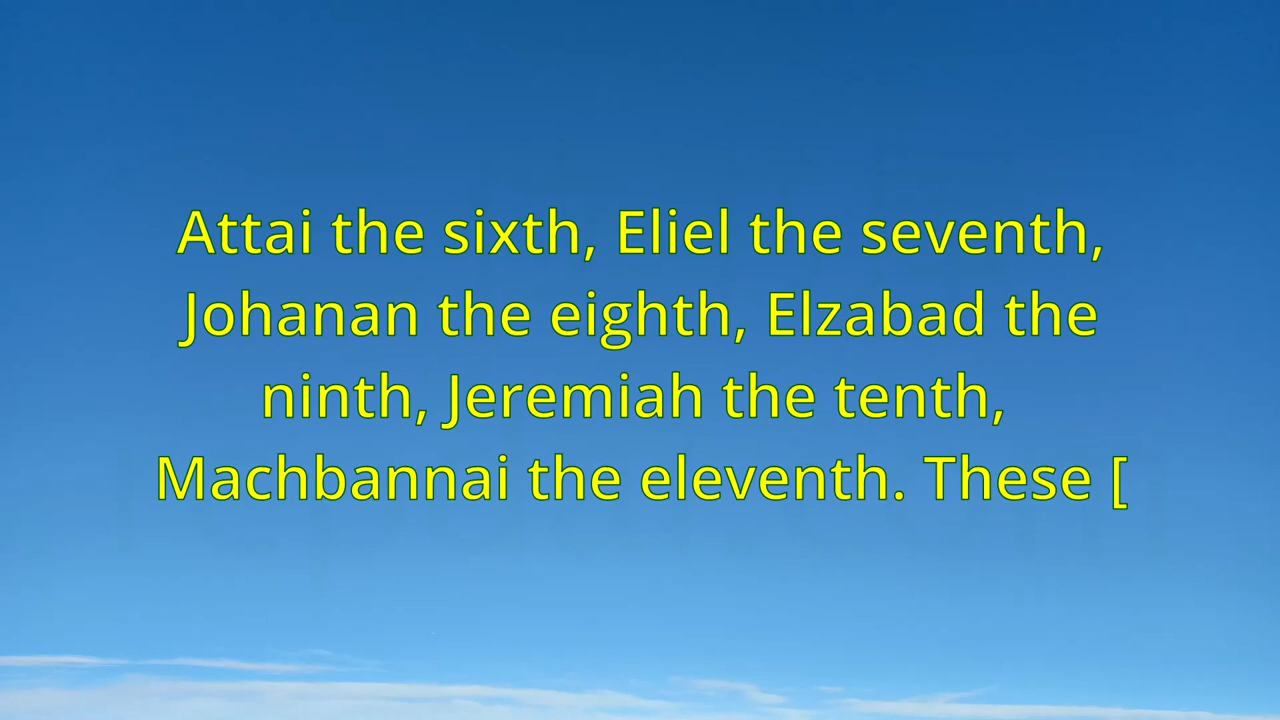 Attai the sixth, Eliel the seventh,
Johanan the eighth, Elzabad the
ninth, Jeremiah the tenth,
Machbannai the eleventh. These [